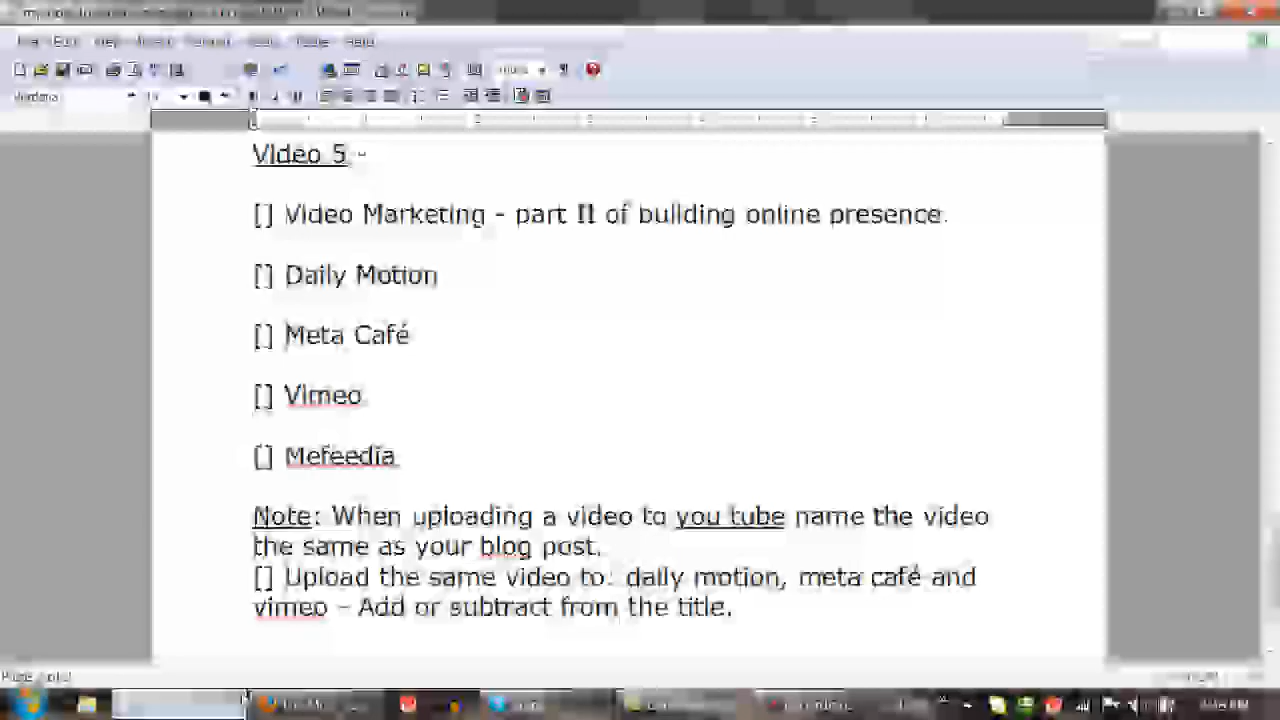 Video 5 -
[] Video Marketing - part II of building online presence.
[] Daily Motion
[] Meta Café
[] Vimeo
[] Mefeedia
Note: When uploading a video to you tube name the video
the same as your blog post.
[] Upload the same video to: daily motion, meta café and
vimeo - Add or subtract from the title.